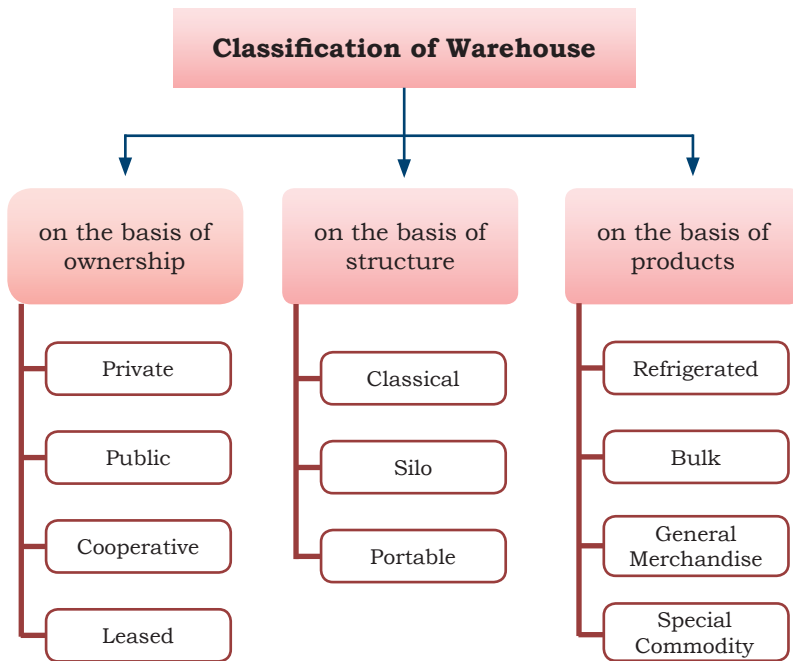 Classification of Warehouse
on the basis of
ownership
Private
Public
Cooperative
Leased
on the basis of
structure
Classical
Silo
Portable
on the basis of
products
Refrigerated
Bulk
General
Merchandise
Special
Commodity